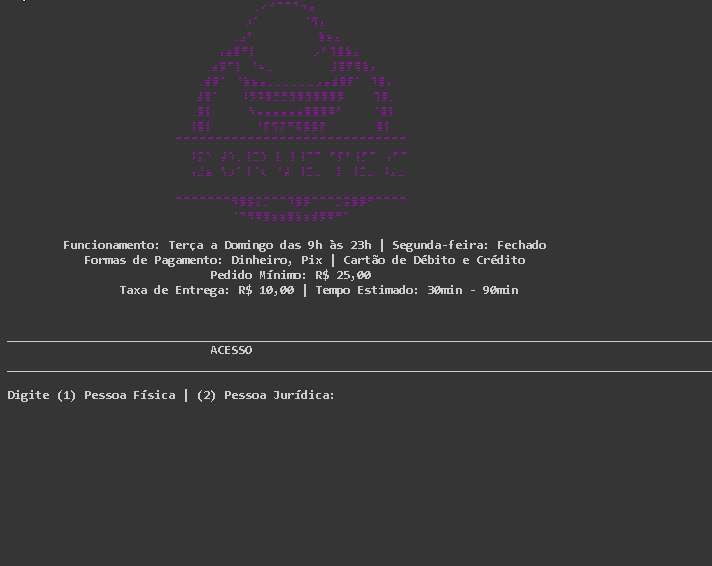 Funcionamento: Terça a Domingo das 9h às 23h | Segunda-feira: Fechado
Formas de Pagamento: Dinheiro, Pix | Cartão de Débito e Crédito
Pedido Mínimo: R$ 25,00
Taxa de Entrega: R$ 10,00 | Tempo Estimado: 30min - 90min
ACESSO
Digite (1) Pessoa Física | (2) Pessoa Jurídica: